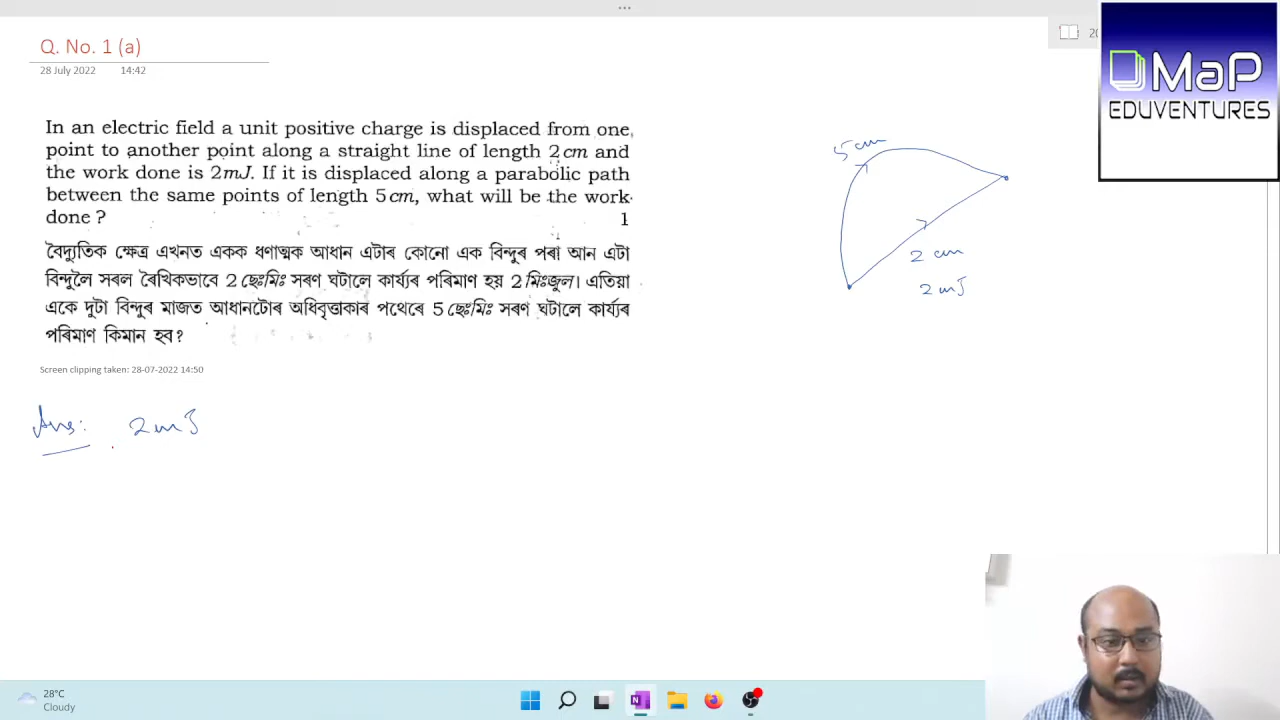 Q. No. 1 (a)
28 July 2022 14:42
MaP
EDUVENTURES
In an electric field a unit positive charge is displaced from one
point to another point along a straight line of length 2 cm and
the work done is 2mJ. If it is displaced along a parabolic path
between the same points of length 5 cm, what will be the work
done ? 1
বৈদ্যুতিক ক্ষেত্ৰ এখনত একক ধণাত্মক আধান এটাৰ কোনো এক বিন্দুৰ পৰা আন এটা
বিন্দুলৈ সৰল ৰৈখিকভাবে 2 ছেঃমিঃ সৰণ ঘটালে কাৰ্য্যৰ পৰিমাণ হয় 2 মিঃজুল। এতিয়া
একে দুটা বিন্দুৰ মাজত আধানটোৰ অধিবৃত্তাকাৰ পথেৰে 5 ছেঃমিঃ সৰণ ঘটালে কাৰ্য্যৰ
পৰিমাণ কিমান হব?
Screen clipping taken: 28-07-2022 14:50
5 cm
2 cm
2 mJ
Ans: 2mJ
28°C
Cloudy